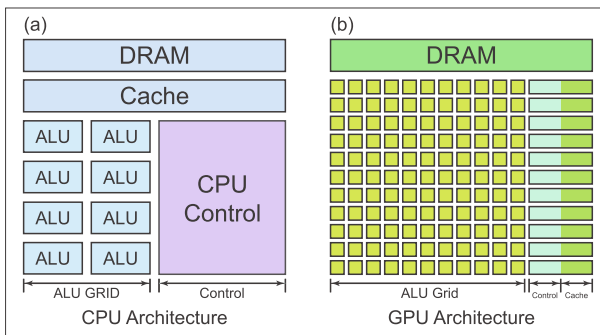 (a)
DRAM
Cache
ALU ALU
ALU ALU
ALU ALU
ALU ALU
CPU
Control
ALU GRID
Control
CPU Architecture
(b)
DRAM
ALU Grid
Control
Cache
GPU Architecture